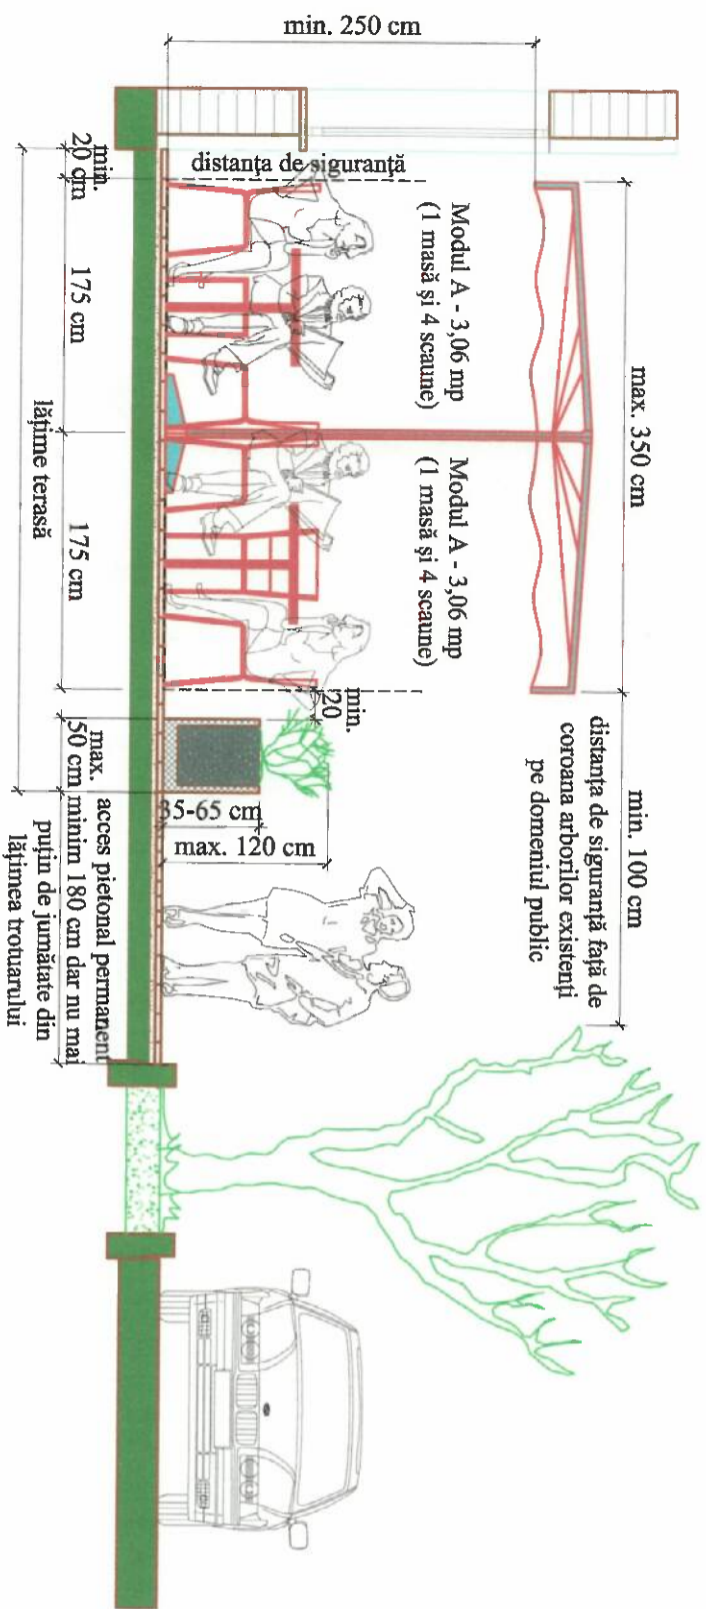 min. 250 cm
distanța de siguranță
min.
20 cm
175 cm
175 cm
lățime terasă
Modul A - 3,06 mp
(1 masă și 4 scaune)
Modul A - 3,06 mp
(1 masă și 4 scaune)
max. 350 cm
min. 100 cm
distanța de siguranță față de
coroana arborilor existenți
pe domeniul public
min.
20
35-65 cm
max. 120 cm
max.
50 cm
acces pietonal permanent
minim 180 cm dar nu mai
puțin de jumătate din
lățimea trotuarului